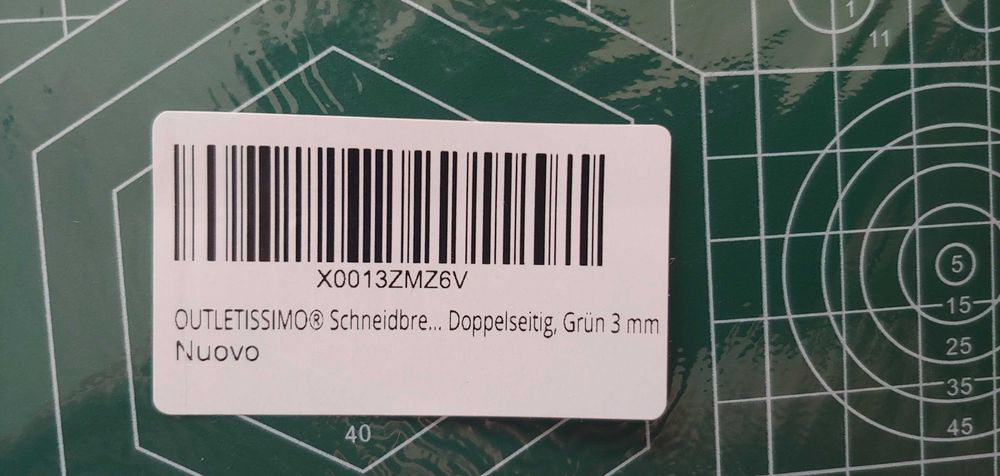 1
11
X0013ZMZ6V
OUTLETISSIMO® Schneidbre... Doppelseitig, Grün 3 mm
Nuovo
5
15
25
35
45
40